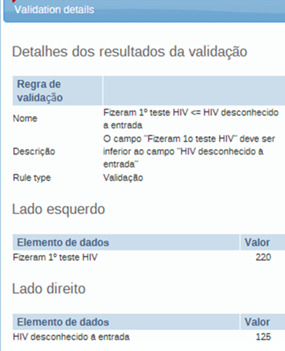 Validation details
Detalhes dos resultados da validação
Regra de
validação
Nome
Fizeram 1º teste HIV <= HIV desconhecido
a entrada
Descrição
O campo "Fizeram 1o teste HIV" deve ser
inferior ao campo "HIV desconhecido à
entrada"
Rule type
Validação
Lado esquerdo
Elemento de dados Valor
Fizeram 1º teste HIV 220
Lado direito
Elemento de dados Valor
HIV desconhecido á entrada 125